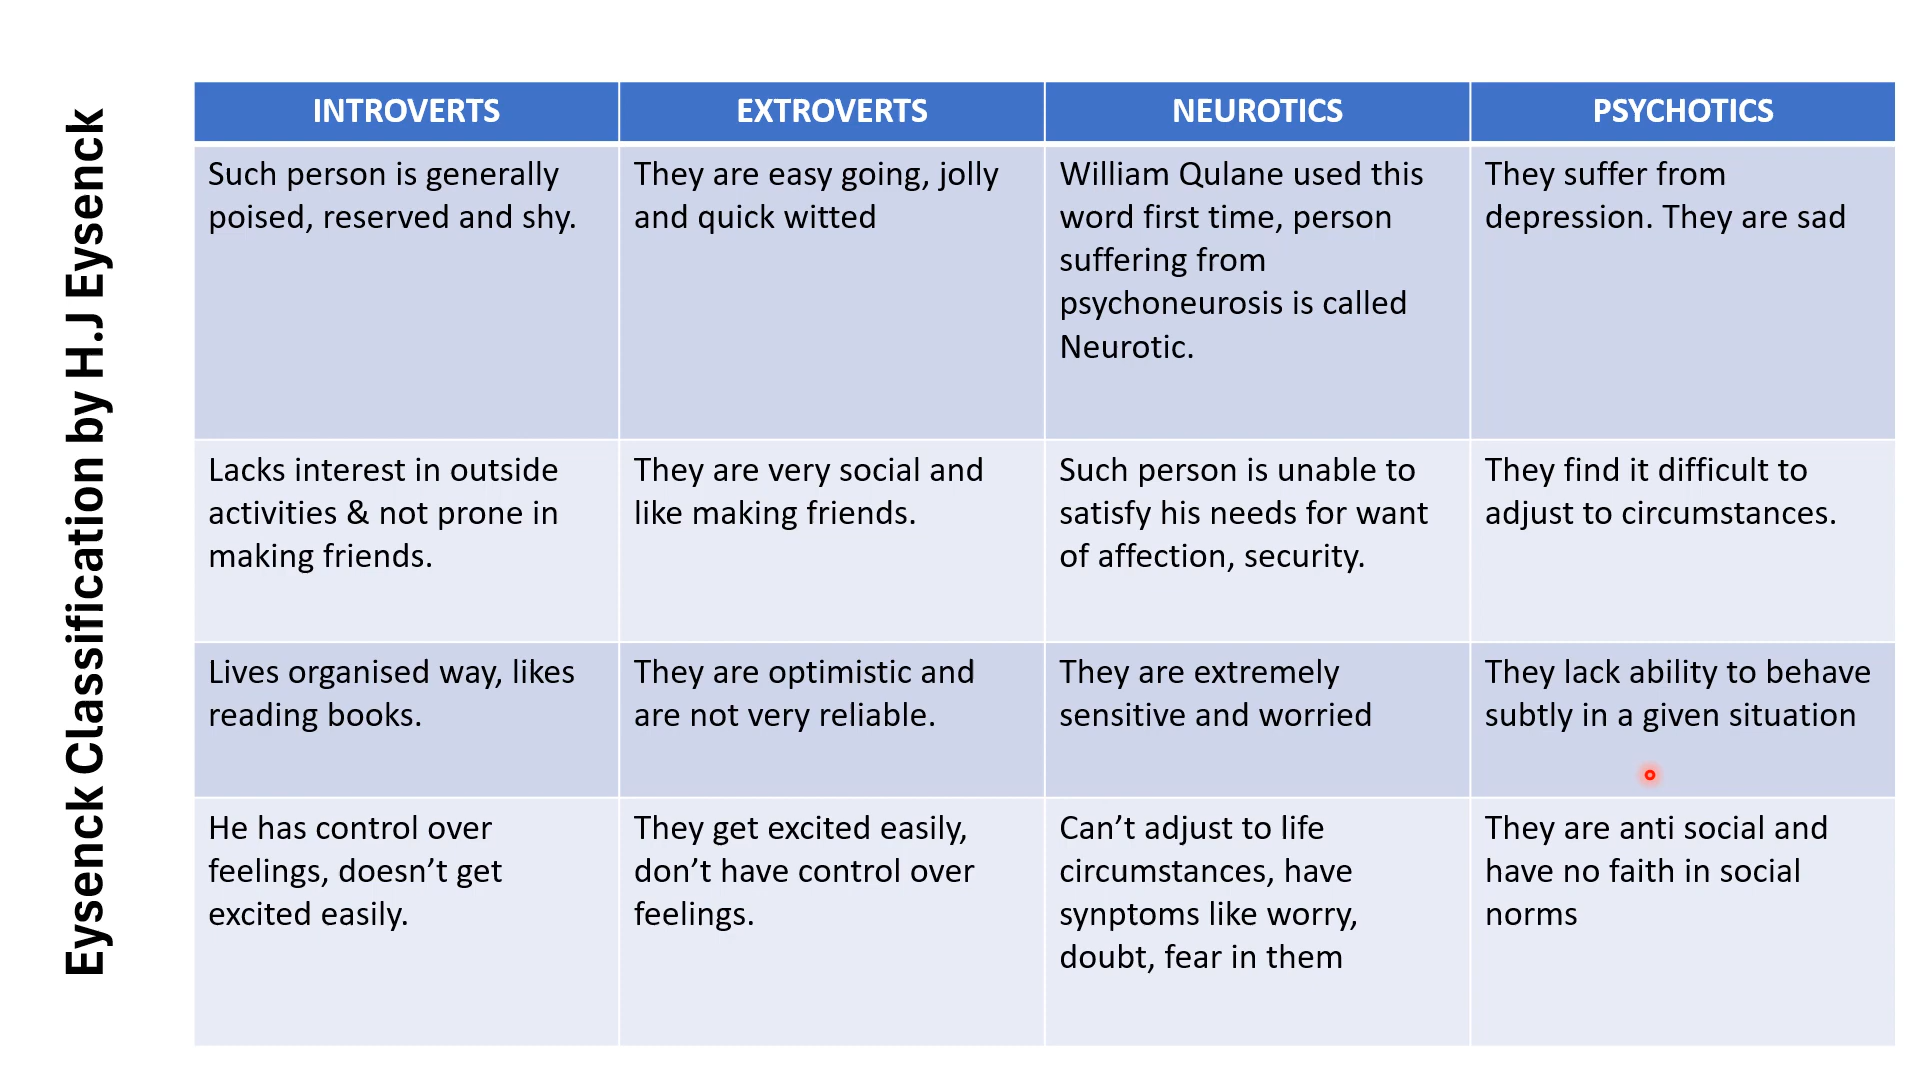 Eysenck Classification by H.J Eysenck
INTROVERTS
EXTROVERTS
NEUROTICS
PSYCHOTICS
Such person is generally
poised, reserved and shy.
They are easy going, jolly
and quick witted
William Qulane used this
word first time, person
suffering from
psychoneurosis is called
Neurotic.
They suffer from
depression. They are sad
Lacks interest in outside
activities & not prone in
making friends.
They are very social and
like making friends.
Such person is unable to
satisfy his needs for want
of affection, security.
They find it difficult to
adjust to circumstances.
Lives organised way, likes
reading books.
They are optimistic and
are not very reliable.
They are extremely
sensitive and worried
They lack ability to behave
subtly in a given situation
He has control over
feelings, doesn’t get
excited easily.
They get excited easily,
don’t have control over
feelings.
Can’t adjust to life
circumstances, have
synptoms like worry,
doubt, fear in them
They are anti social and
have no faith in social
norms